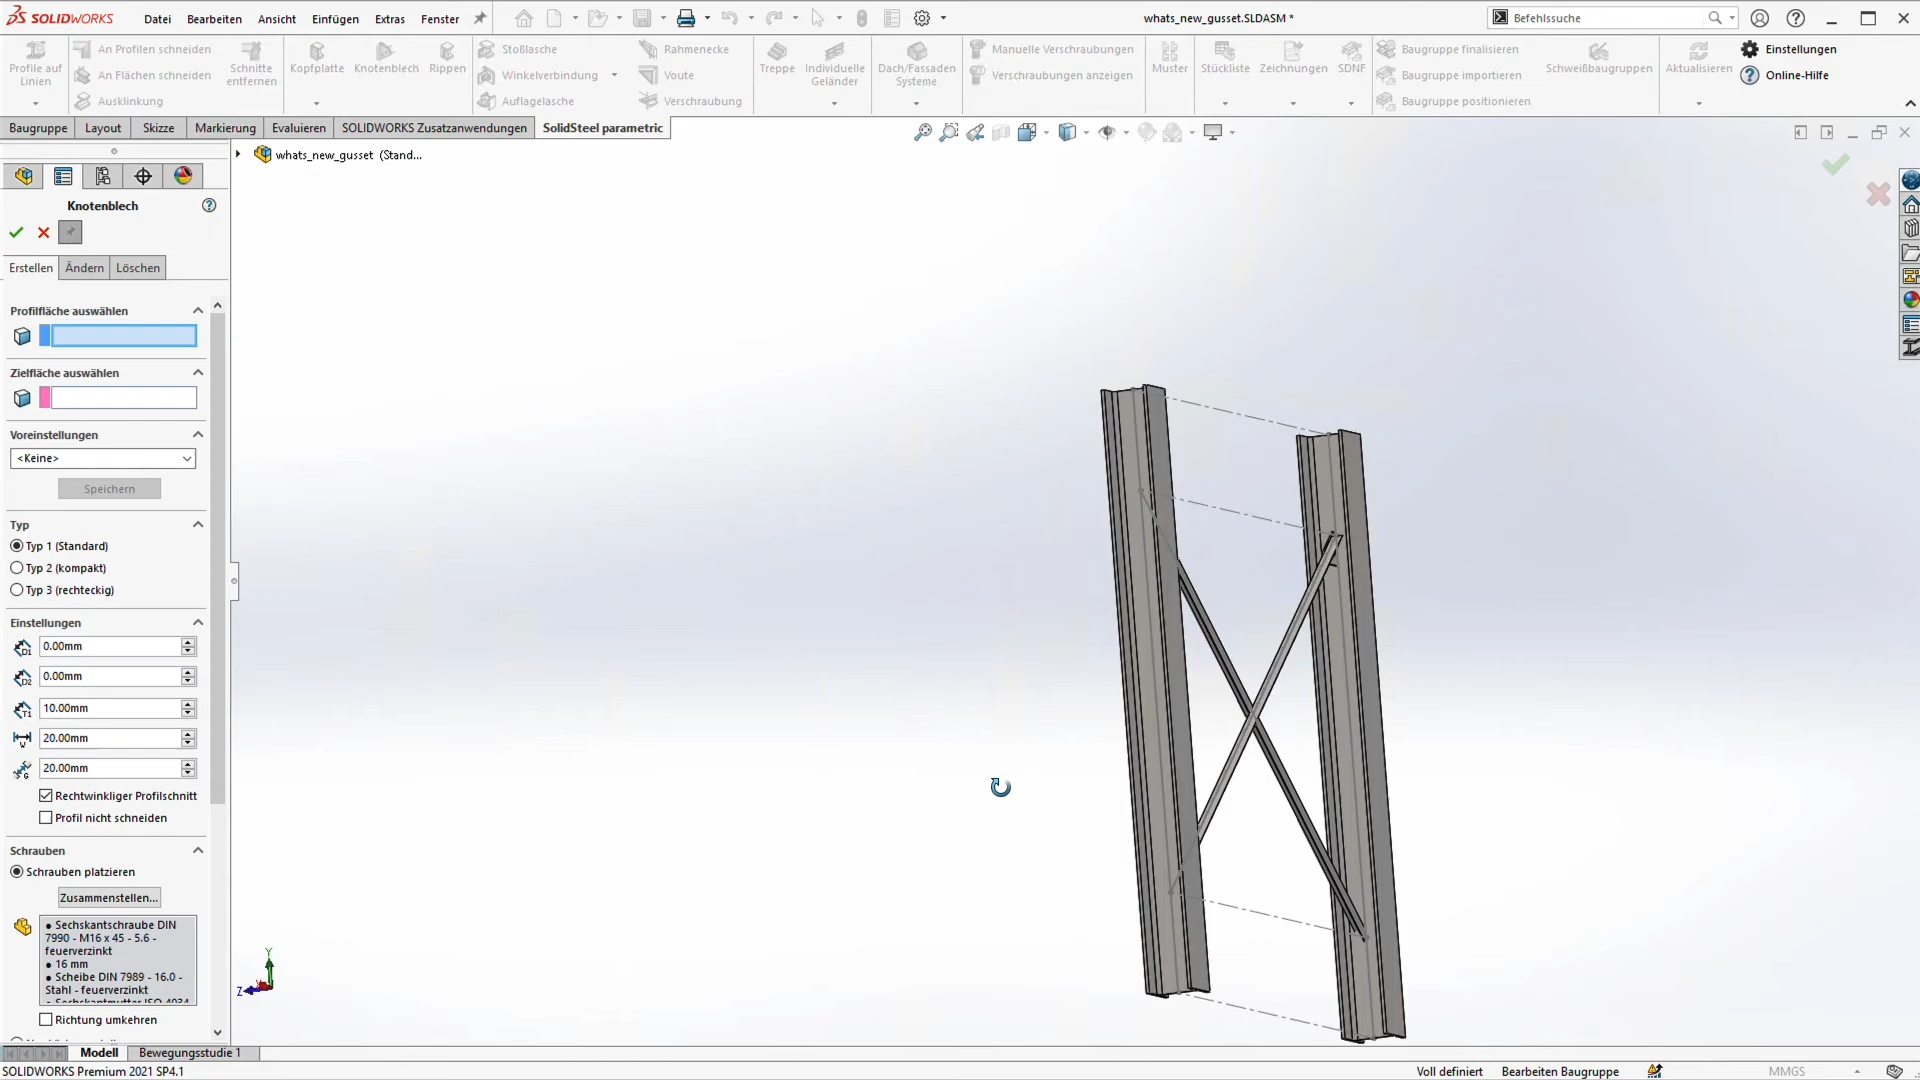 SOLIDWORKS
Datei Bearbeiten Ansicht Einfügen Extras Fenster
whats_new_gusset.SLDASM *
Befehlssuche
Profile auf Linien
An Profilen schneiden
An Flächen schneiden
Ausklinkung
Schnitte entfernen
Kopfplatte
Knotenblech
Rippen
Stoßlasche
Winkelverbindung
Auflagelasche
Rahmenecke
Voute
Verschraubung
Treppe
Individuelle Geländer
Dach/Fassaden Systeme
Manuelle Verschraubungen
Verschraubungen anzeigen
Muster
Stückliste
Zeichnungen
SDNF
Baugruppe finalisieren
Baugruppe importieren
Baugruppe positionieren
Schweißbaugruppen
Aktualisieren
Einstellungen
Online-Hilfe
Baugruppe Layout Skizze Markierung Evaluieren SOLIDWORKS Zusatzanwendungen SolidSteel parametric
whats_new_gusset (Stand...
Knotenblech
Erstellen Ändern Löschen
Profilfläche auswählen
Zielfläche auswählen
Voreinstellungen
<Keine>
Speichern
Typ
Typ 1 (Standard)
Typ 2 (kompakt)
Typ 3 (rechteckig)
Einstellungen
D1 0.00mm
D2 0.00mm
T1 10.00mm
W 20.00mm
G 20.00mm
Rechtwinkliger Profilschnitt
Profil nicht schneiden
Schrauben
Schrauben platzieren
Zusammenstellen...
● Sechskantschraube DIN
7990 - M16 x 45 - 5.6 -
feuerverzinkt
● 16 mm
● Scheibe DIN 7989 - 16.0 -
Stahl - feuerverzinkt
● Sechskantmutter ISO 4034
Richtung umkehren
Y
Z
Modell Bewegungsstudie 1
SOLIDWORKS Premium 2021 SP4.1
Voll definiert Bearbeiten Baugruppe MMGS